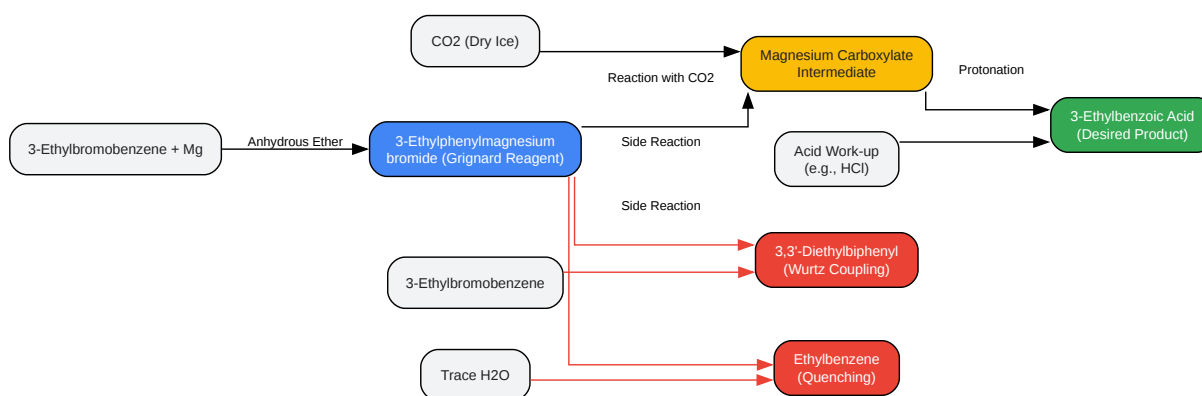 CO2 (Dry Ice)
Magnesium Carboxylate
Intermediate
Reaction with CO2
Protonation
3-Ethylbenzoic Acid
(Desired Product)
3-Ethylbromobenzene + Mg
Anhydrous Ether
3-Ethylphenylmagnesium
bromide (Grignard Reagent)
Side Reaction
Acid Work-up
(e.g., HCl)
Side Reaction
3,3'-Diethylbiphenyl
(Wurtz Coupling)
3-Ethylbromobenzene
Ethylbenzene
(Quenching)
Trace H2O